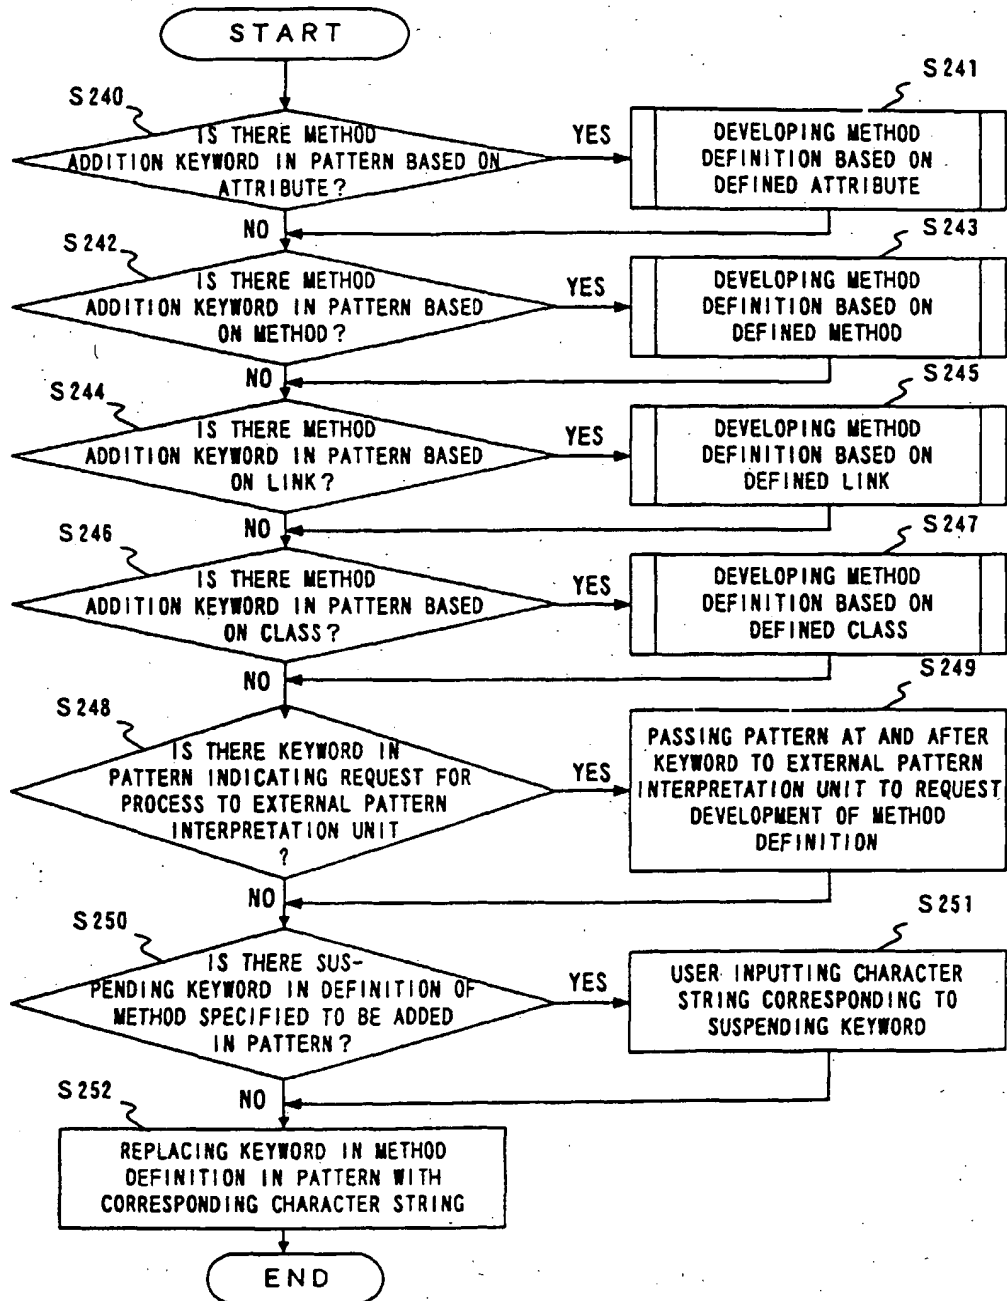 START
S240
IS THERE METHOD
ADDITION KEYWORD IN PATTERN BASED ON
ATTRIBUTE?
YES
S241
DEVELOPING METHOD
DEFINITION BASED ON
DEFINED ATTRIBUTE
NO
S242
IS THERE METHOD
ADDITION KEYWORD IN PATTERN BASED
ON METHOD?
YES
S243
DEVELOPING METHOD
DEFINITION BASED ON
DEFINED METHOD
NO
S244
IS THERE METHOD
ADDITION KEYWORD IN PATTERN BASED
ON LINK?
YES
S245
DEVELOPING METHOD
DEFINITION BASED ON
DEFINED LINK
NO
S246
IS THERE METHOD
ADDITION KEYWORD IN PATTERN BASED
ON CLASS?
YES
S247
DEVELOPING METHOD
DEFINITION BASED ON
DEFINED CLASS
NO
S248
IS THERE KEYWORD IN
PATTERN INDICATING REQUEST FOR
PROCESS TO EXTERNAL PATTERN
INTERPRETATION UNIT
?
YES
S249
PASSING PATTERN AT AND AFTER
KEYWORD TO EXTERNAL PATTERN
INTERPRETATION UNIT TO REQUEST
DEVELOPMENT OF METHOD
DEFINITION
NO
S250
IS THERE SUS-
PENDING KEYWORD IN DEFINITION OF
METHOD SPECIFIED TO BE ADDED
IN PATTERN?
YES
S251
USER INPUTTING CHARACTER
STRING CORRESPONDING TO
SUSPENDING KEYWORD
NO
S252
REPLACING KEYWORD IN METHOD
DEFINITION IN PATTERN WITH
CORRESPONDING CHARACTER STRING
END